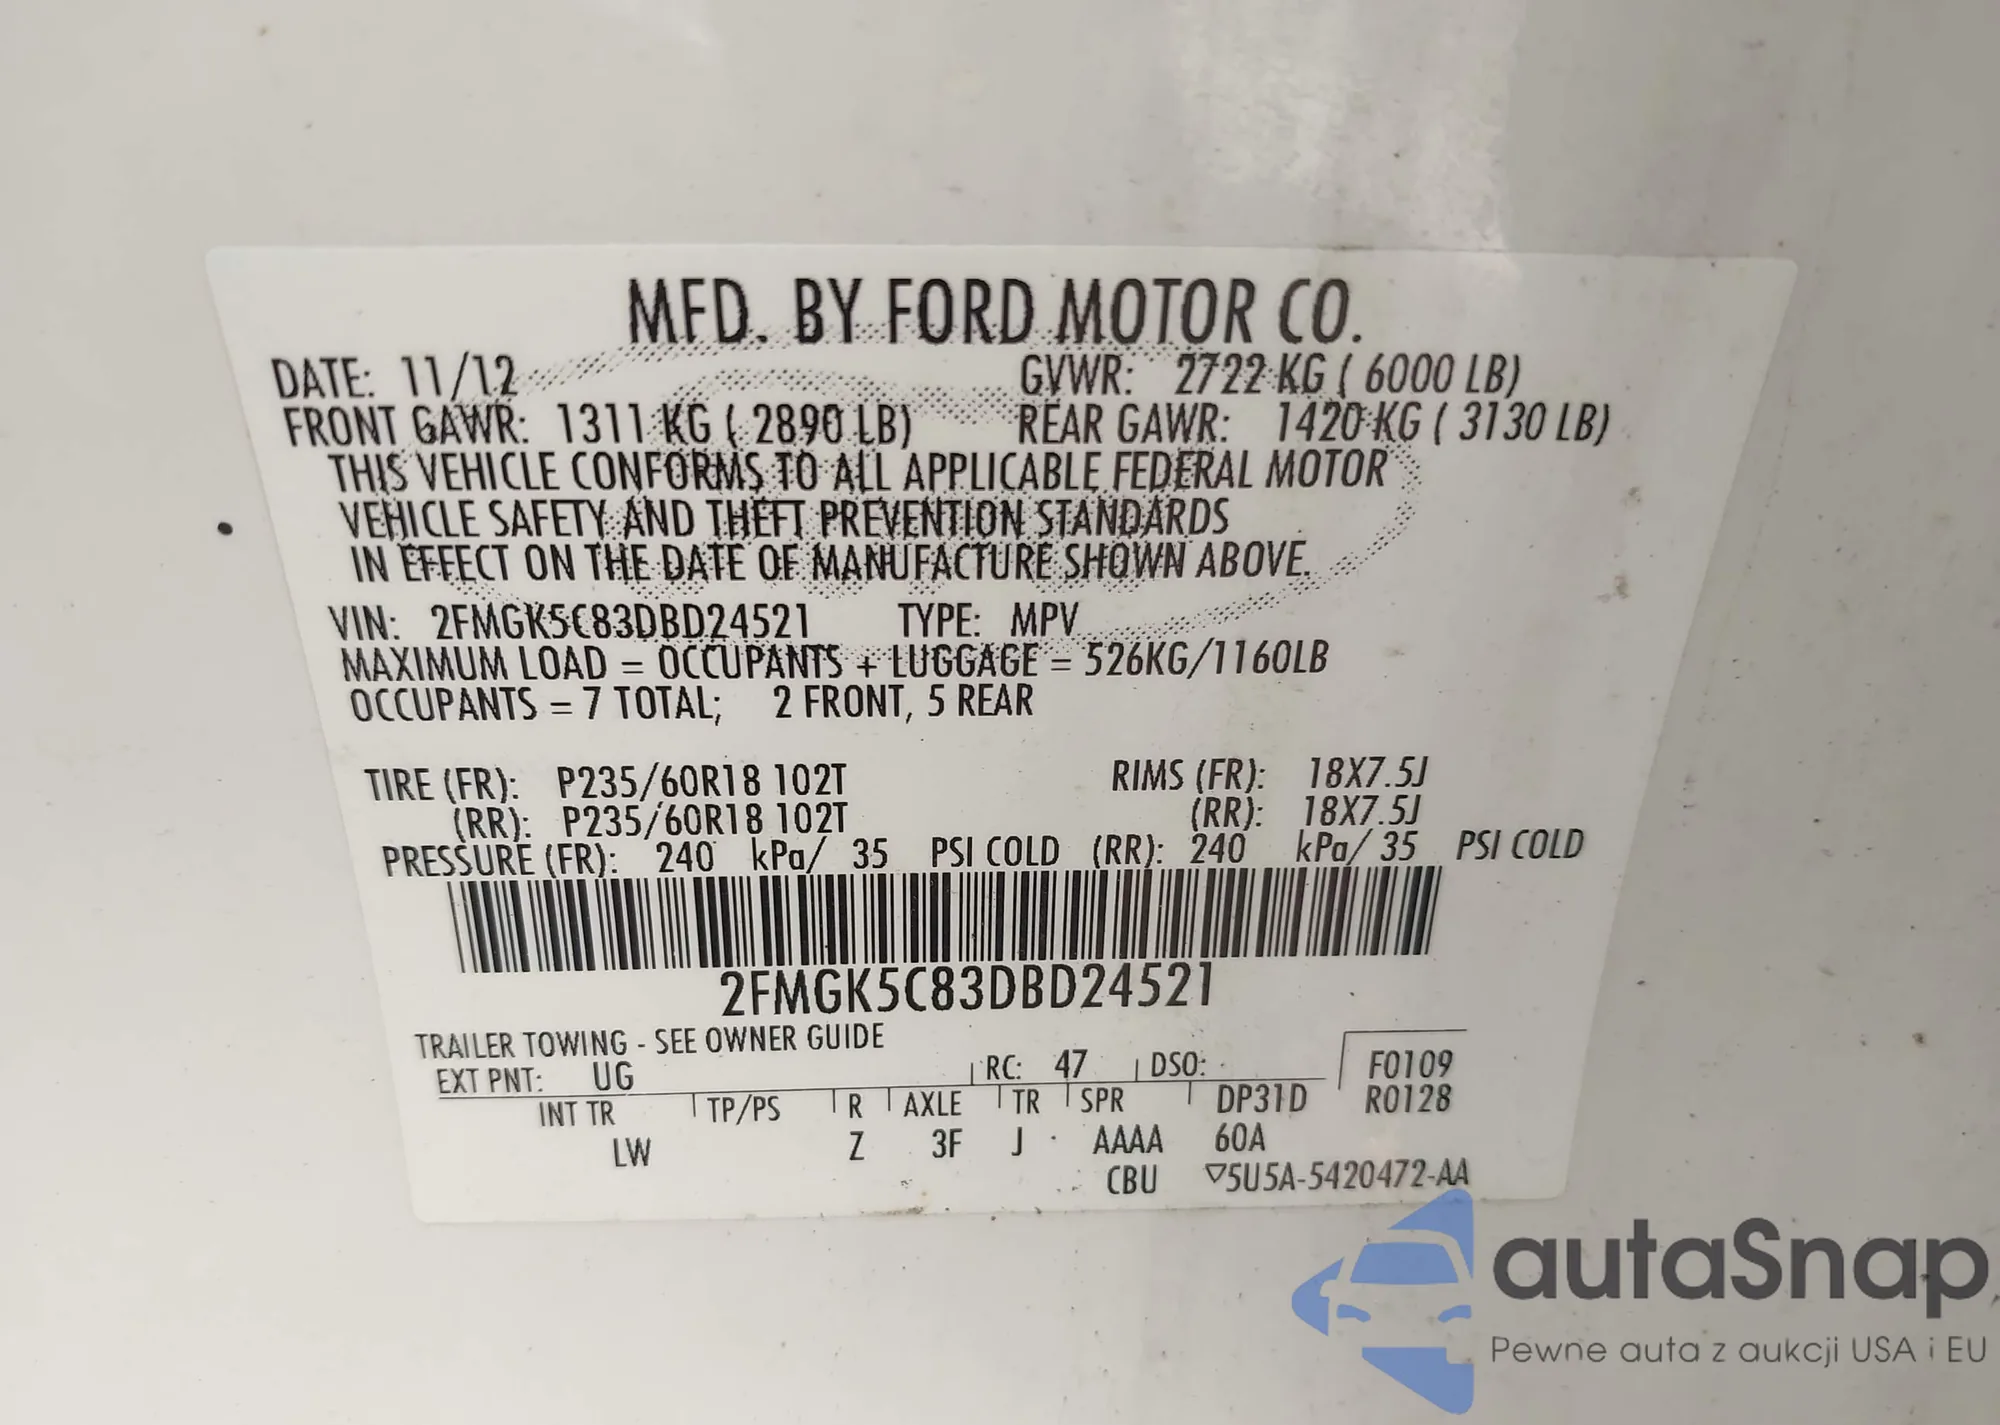 MFD. BY FORD MOTOR CO.
DATE: 11/12 GVWR: 2722 KG ( 6000 LB)
FRONT GAWR: 1311 KG ( 2890 LB) REAR GAWR: 1420 KG ( 3130 LB)
THIS VEHICLE CONFORMS TO ALL APPLICABLE FEDERAL MOTOR
VEHICLE SAFETY AND THEFT PREVENTION STANDARDS
IN EFFECT ON THE DATE OF MANUFACTURE SHOWN ABOVE.
VIN: 2FMGK5C83DBD24521 TYPE: MPV
MAXIMUM LOAD = OCCUPANTS + LUGGAGE = 526KG/1160LB
OCCUPANTS = 7 TOTAL; 2 FRONT, 5 REAR
TIRE (FR): P235/60R18 102T RIMS (FR): 18X7.5J
(RR): P235/60R18 102T (RR): 18X7.5J
PRESSURE (FR): 240 kPa/ 35 PSI COLD (RR): 240 kPa/ 35 PSI COLD
2FMGK5C83DBD24521
TRAILER TOWING - SEE OWNER GUIDE
EXT PNT: UG RC: 47 DSO: F0109
INT TR TP/PS R AXLE TR SPR DP31D R0128
LW Z 3F J AAAA 60A
CBU ▽5U5A-5420472-AA
autaSnap
Pewne auta z aukcji USA i EU